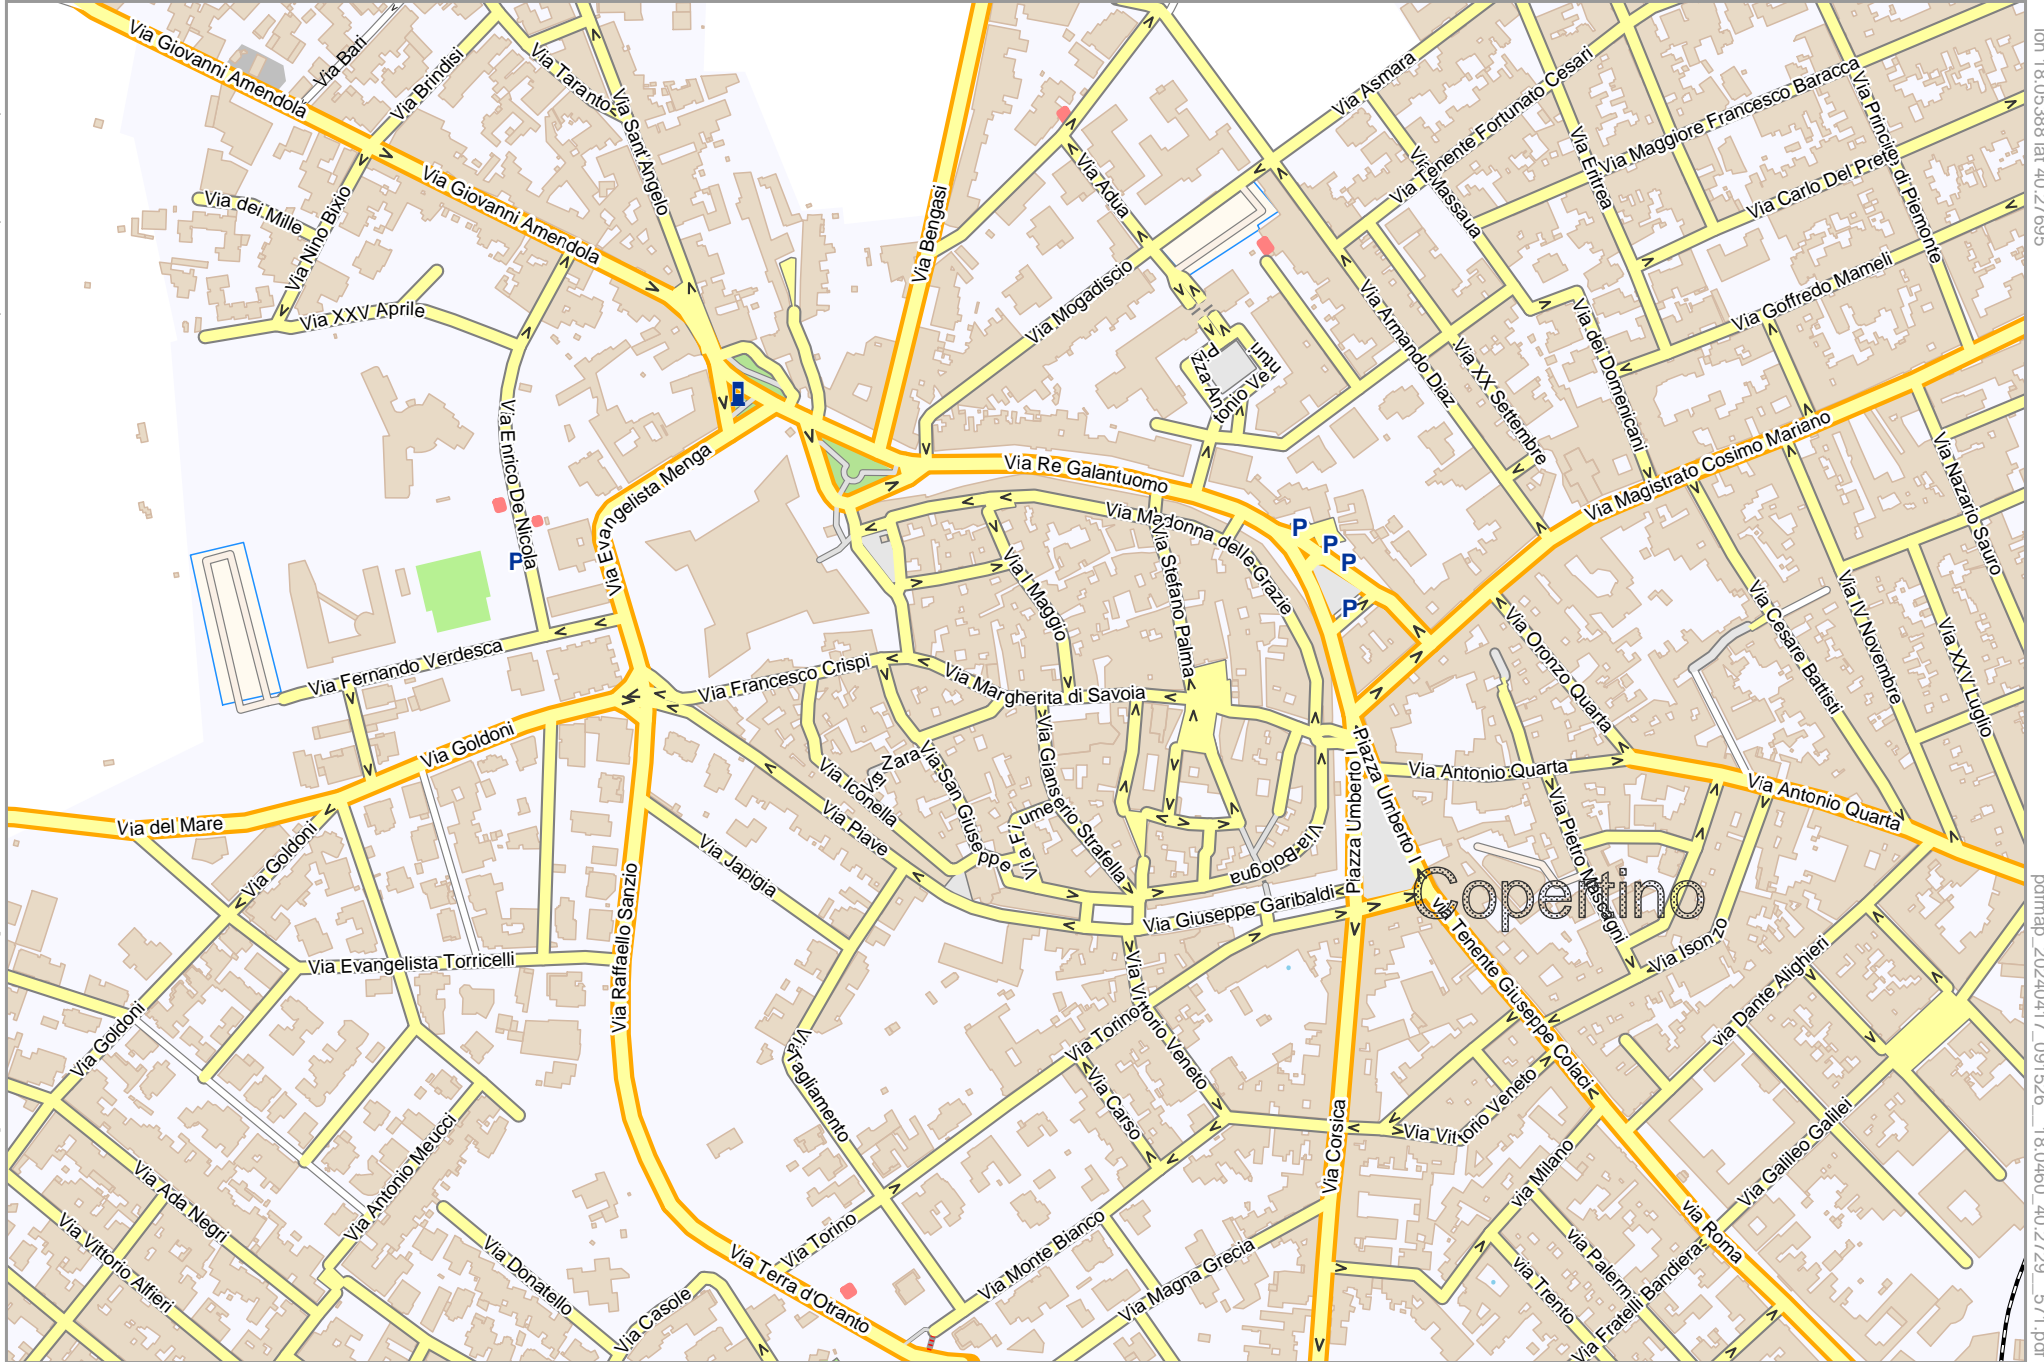 Via Giovanni Amendola
Via Bari
Via Brindisi
Via Taranto
Via Sant'Angelo
Via Asmara
Via Tenente Fortunato Cesari
Via Maggiore Francesco Baracca
Via Principi di Piemonte
Via Eritrea
Via Massaua
Via Carlo Del Prete
Via dei Mille
Via Nino Bixio
Via Giovanni Amendola
Via Bengasi
Via Adua
Via Mogadiscio
Via Armando Diaz
Via XX Settembre
Via dei Domenicani
Via Goffredo Mameli
Via XXV Aprile
Piazza Antonio Venturi
Via Enrico De Nicola
Via Evangelista Menga
Via Re Galantuomo
Via Magistrato Cosimo Mariano
Via Nazario Sauro
Via Madonna delle Grazie
Via Stefano Palma
Via I Maggio
P
P
P
P
P
Via Oronzo Quarta
Via Cesare Battisti
Via IV Novembre
Via XXV Luglio
Via Fernando Verdesca
Via Francesco Crispi
Via Margherita di Savoia
Via Goldoni
Via Zara
Via Iconella
Via San Giuseppe
Via Gianserio Strafella
Via Fiume
Via Piave
Via Bologna
Piazza Umberto I
Piazza Umberto I
Via Antonio Quarta
Via Antonio Quarta
Via Pietro Mascagni
Via del Mare
Via Goldoni
Via Japigia
Via Giuseppe Garibaldi
Copertino
Via Isonzo
Via Evangelista Torricelli
Via Raffaello Sanzio
Via Vittorio Veneto
via Tenente Giuseppe Colaci
via Dante Alighieri
Via Goldoni
Via Tagliamento
Via Torino
Via Carso
Via Vittorio Veneto
Via Corsica
via Milano
Via Galileo Galilei
Via Ada Negri
Via Antonio Meucci
Via Vittorio Alfieri
Via Donatello
Via Casole
Via Terra d'Otranto
Via Torino
Via Monte Bianco
Via Magna Grecia
via Palermo
via Trento
Via Fratelli Bandiera
via Roma